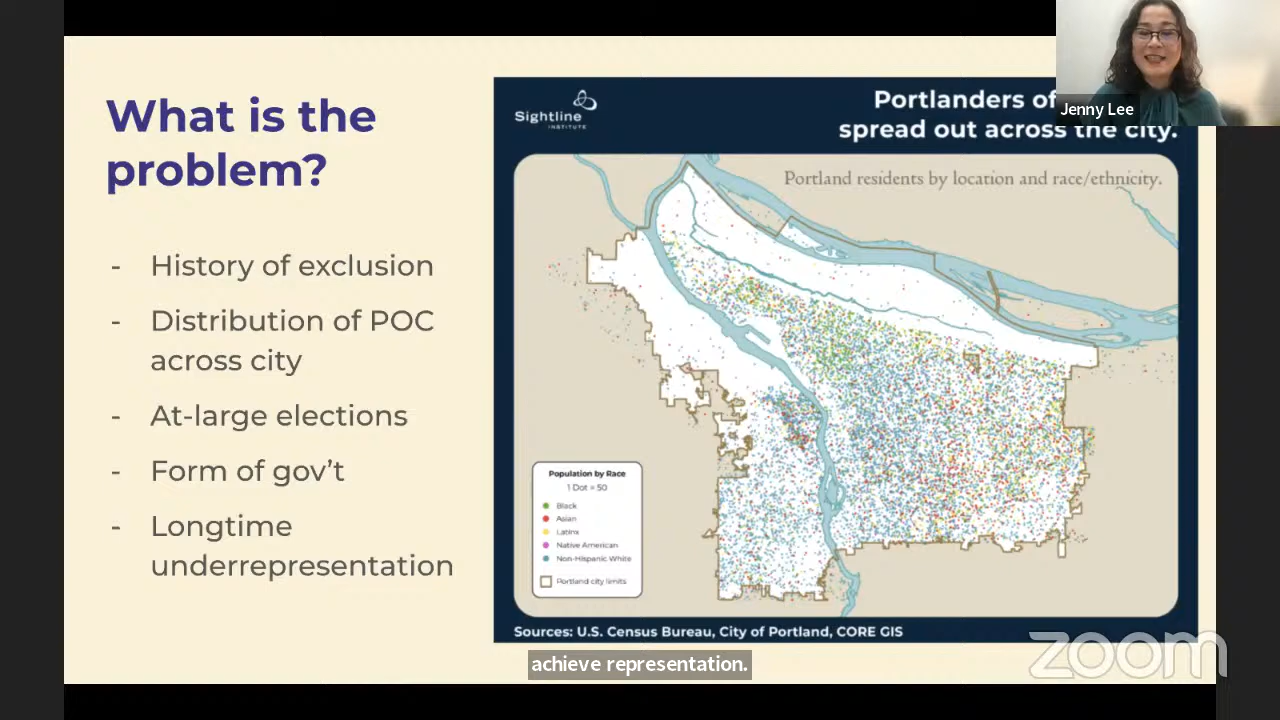 What is the
problem?
- History of exclusion
- Distribution of POC
across city
- At-large elections
- Form of gov't
- Longtime
underrepresentation
Sightline
INSTITUTE
Portlanders of
spread out across the city.
Jenny Lee
Portland residents by location and race/ethnicity.
Population by Race
1 Dot = 50
Black
Asian
Latinx
Native American
Non-Hispanic White
Portland city limits
Sources: U.S. Census Bureau, City of Portland, CORE GIS
achieve representation.
zoom